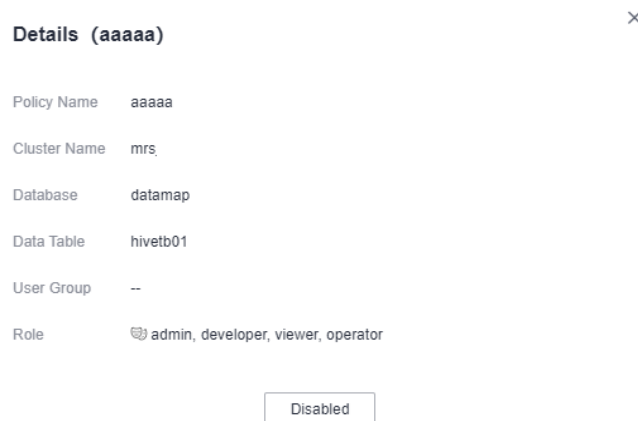 Details (aaaaa)
Policy Name aaaaa
Cluster Name mrs
Database datamap
Data Table hivetb01
User Group --
Role admin, developer, viewer, operator
Disabled